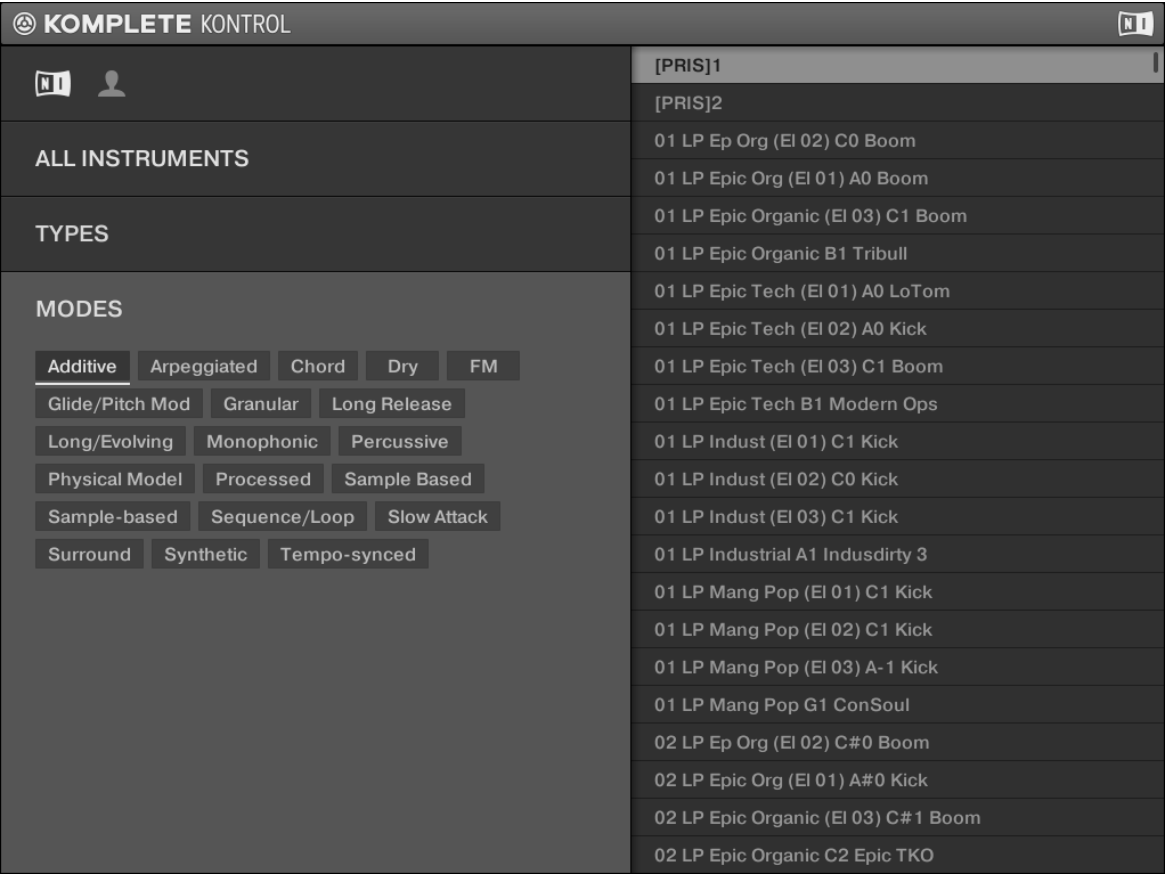 KOMPLETE KONTROL
NI
NI
ALL INSTRUMENTS
TYPES
MODES
Additive Arpeggiated Chord Dry FM
Glide/Pitch Mod Granular Long Release
Long/Evolving Monophonic Percussive
Physical Model Processed Sample Based
Sample-based Sequence/Loop Slow Attack
Surround Synthetic Tempo-synced
[PRIS]1
[PRIS]2
01 LP Ep Org (El 02) C0 Boom
01 LP Epic Org (El 01) A0 Boom
01 LP Epic Organic (El 03) C1 Boom
01 LP Epic Organic B1 Tribull
01 LP Epic Tech (El 01) A0 LoTom
01 LP Epic Tech (El 02) A0 Kick
01 LP Epic Tech (El 03) C1 Boom
01 LP Epic Tech B1 Modern Ops
01 LP Indust (El 01) C1 Kick
01 LP Indust (El 02) C0 Kick
01 LP Indust (El 03) C1 Kick
01 LP Industrial A1 Indusdirty 3
01 LP Mang Pop (El 01) C1 Kick
01 LP Mang Pop (El 02) C1 Kick
01 LP Mang Pop (El 03) A-1 Kick
01 LP Mang Pop G1 ConSoul
02 LP Ep Org (El 02) C#0 Boom
02 LP Epic Org (El 01) A#0 Kick
02 LP Epic Organic (El 03) C#1 Boom
02 LP Epic Organic C2 Epic TKO